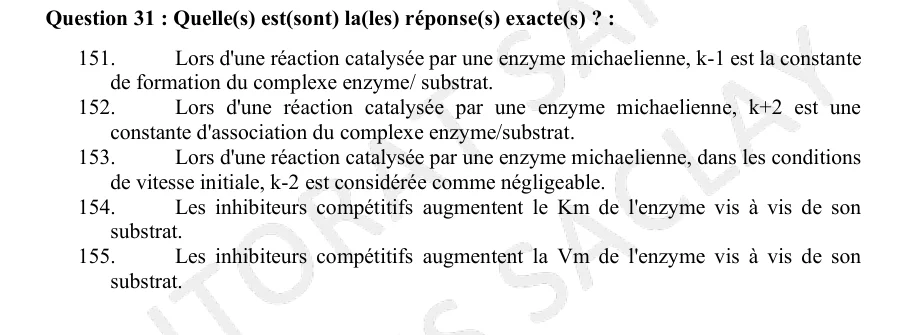 Question 31 : Quelle(s) est(sont) la(les) réponse(s) exacte(s) ? :
151. Lors d'une réaction catalysée par une enzyme michaelienne, k-1 est la constante
de formation du complexe enzyme/ substrat.
152. Lors d'une réaction catalysée par une enzyme michaelienne, k+2 est une
constante d'association du complexe enzyme/substrat.
153. Lors d'une réaction catalysée par une enzyme michaelienne, dans les conditions
de vitesse initiale, k-2 est considérée comme négligeable.
154. Les inhibiteurs compétitifs augmentent le Km de l'enzyme vis à vis de son
substrat.
155. Les inhibiteurs compétitifs augmentent la Vm de l'enzyme vis à vis de son
substrat.
SACLAY